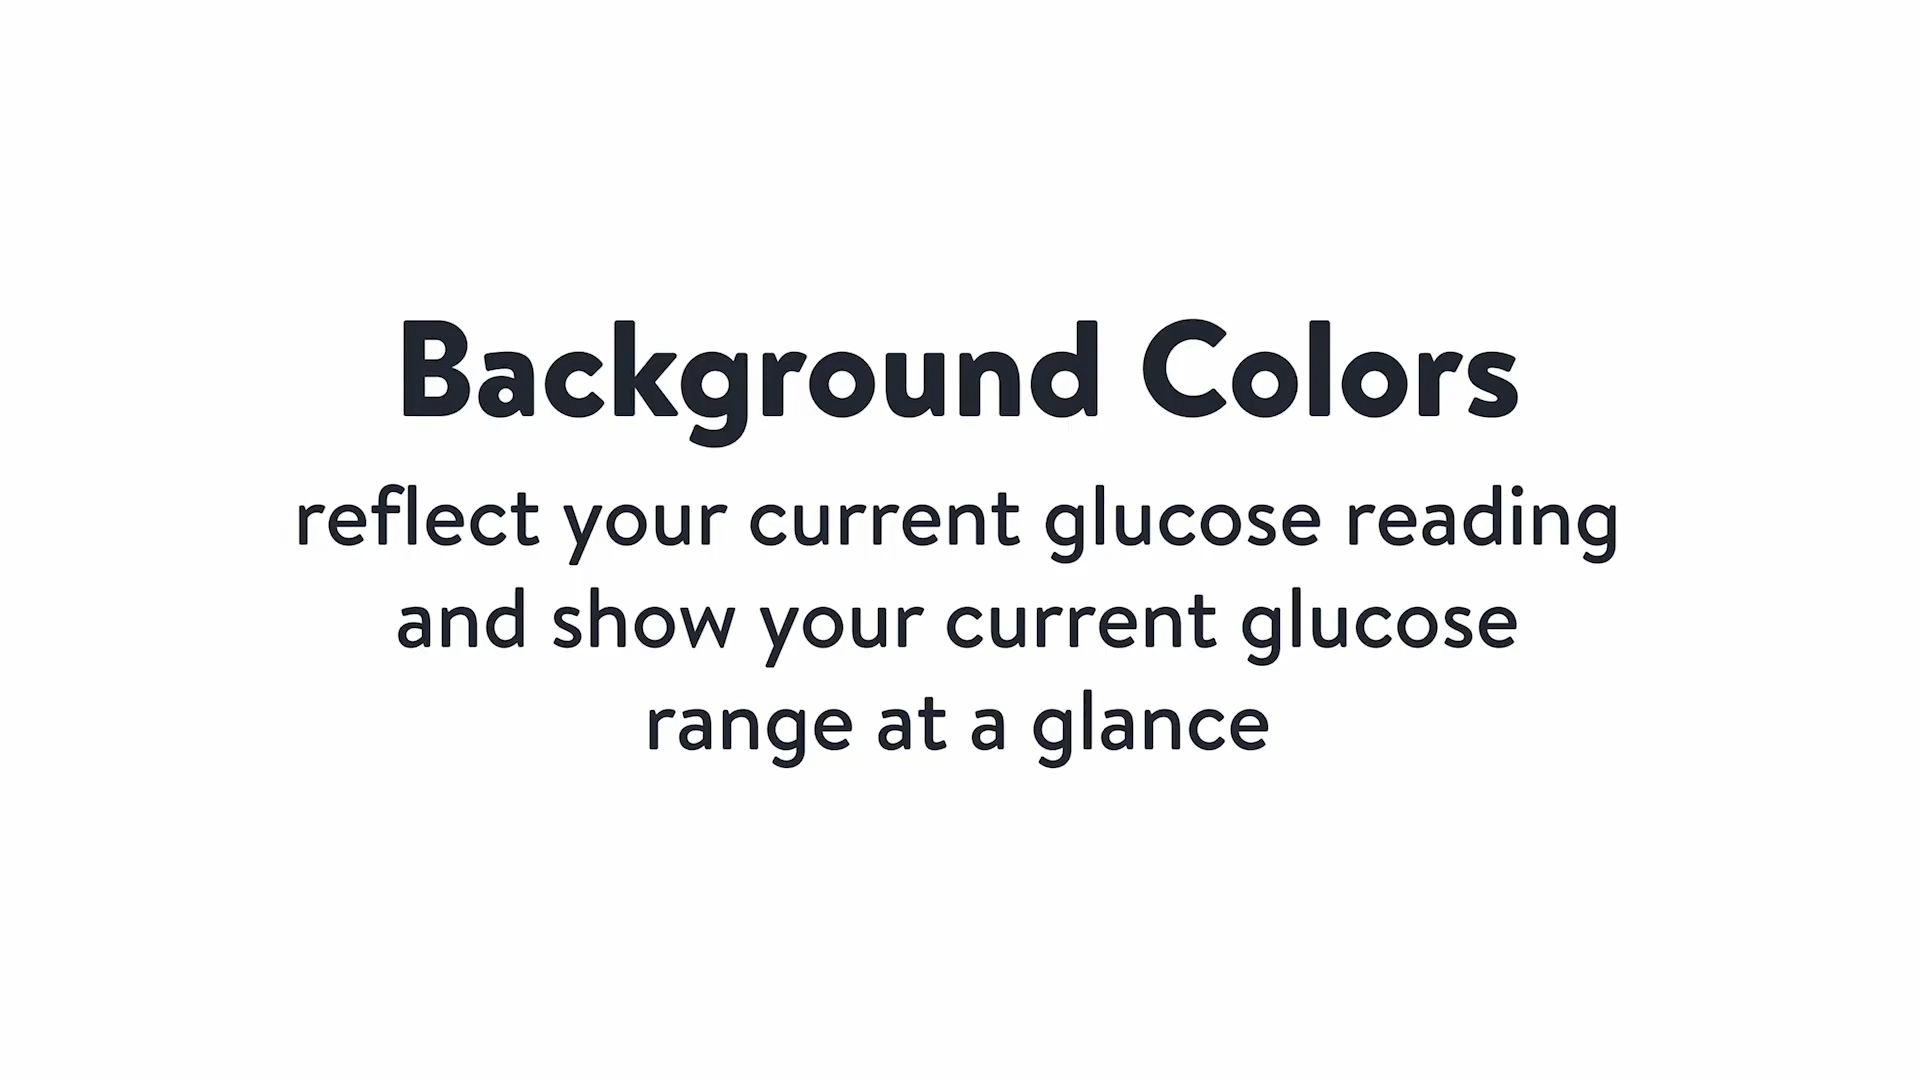 Background Colors
reflect your current glucose reading
and show your current glucose
range at a glance